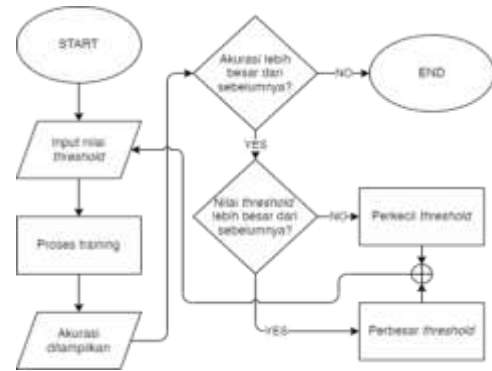 START
Input nilai
threshold
Proses training
Akurasi
ditampilkan
Akurasi lebih
besar dari
sebelumnya?
NO
END
YES
Nilai threshold
lebih besar dari
sebelumnya?
NO
Perkecil threshold
YES
Perbesar threshold